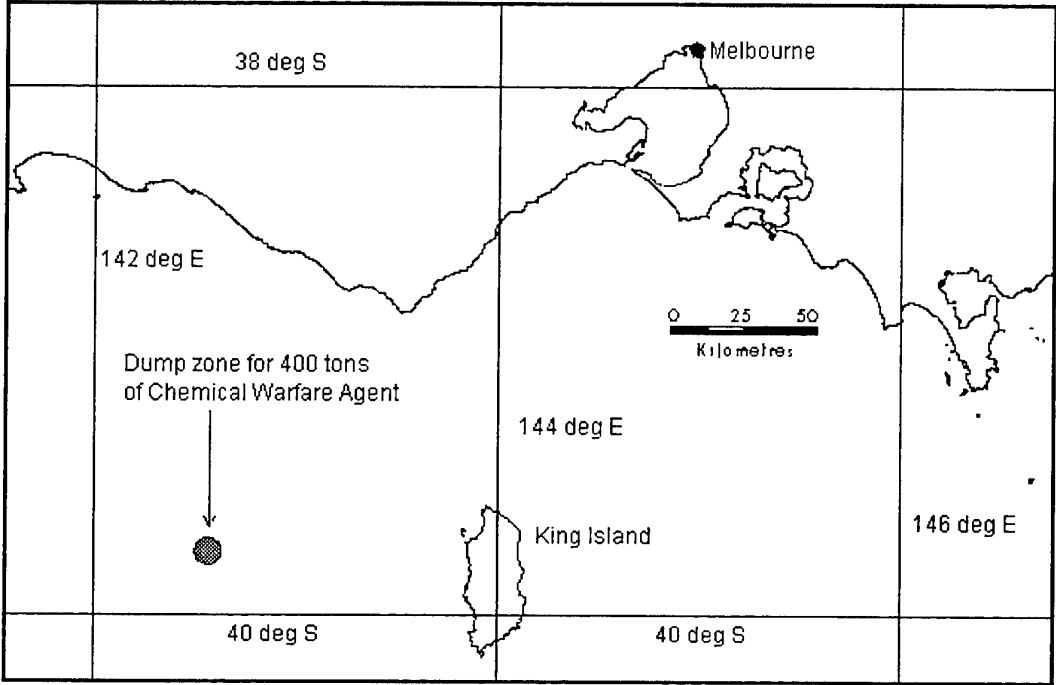 Melbourne
38 deg S
142 deg E
0 25 50
Kilometres
Dump zone for 400 tons
of Chemical Warfare Agent
144 deg E
King Island
146 deg E
40 deg S
40 deg S